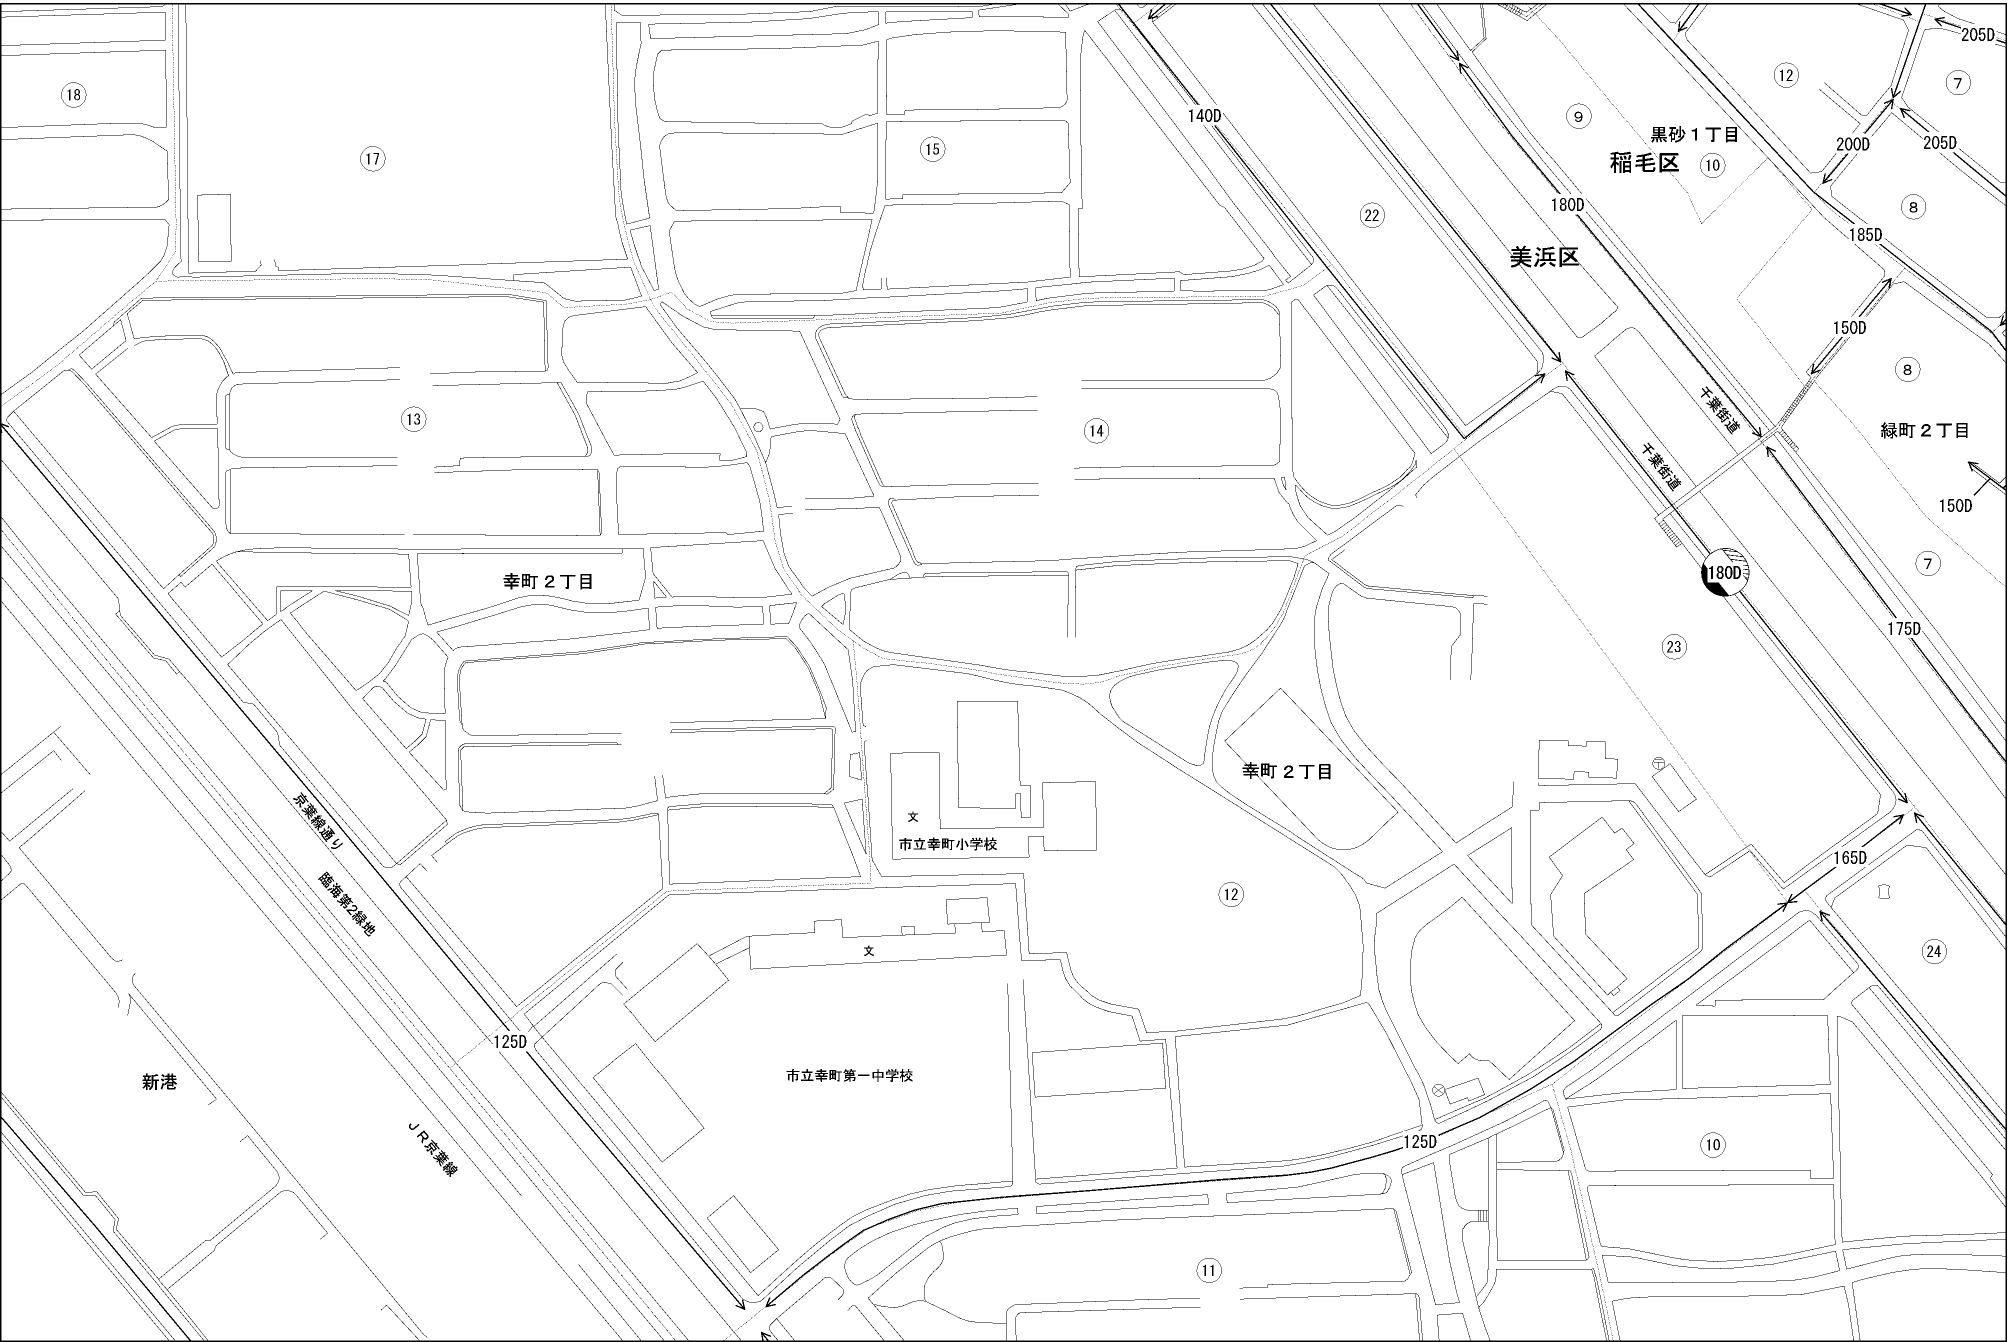 205D
18
17
15
140D
9
12
7
黒砂１丁目
稲毛区
10
200D
205D
22
180D
8
185D
美浜区
150D
13
14
千葉街道
千葉街道
8
緑町２丁目
150D
幸町２丁目
180D
7
175D
23
幸町２丁目
京葉線通り
文
市立幸町小学校
臨海第2緑地
12
165D
文
24
125D
新港
市立幸町第一中学校
ＪＲ京葉線
125D
10
11